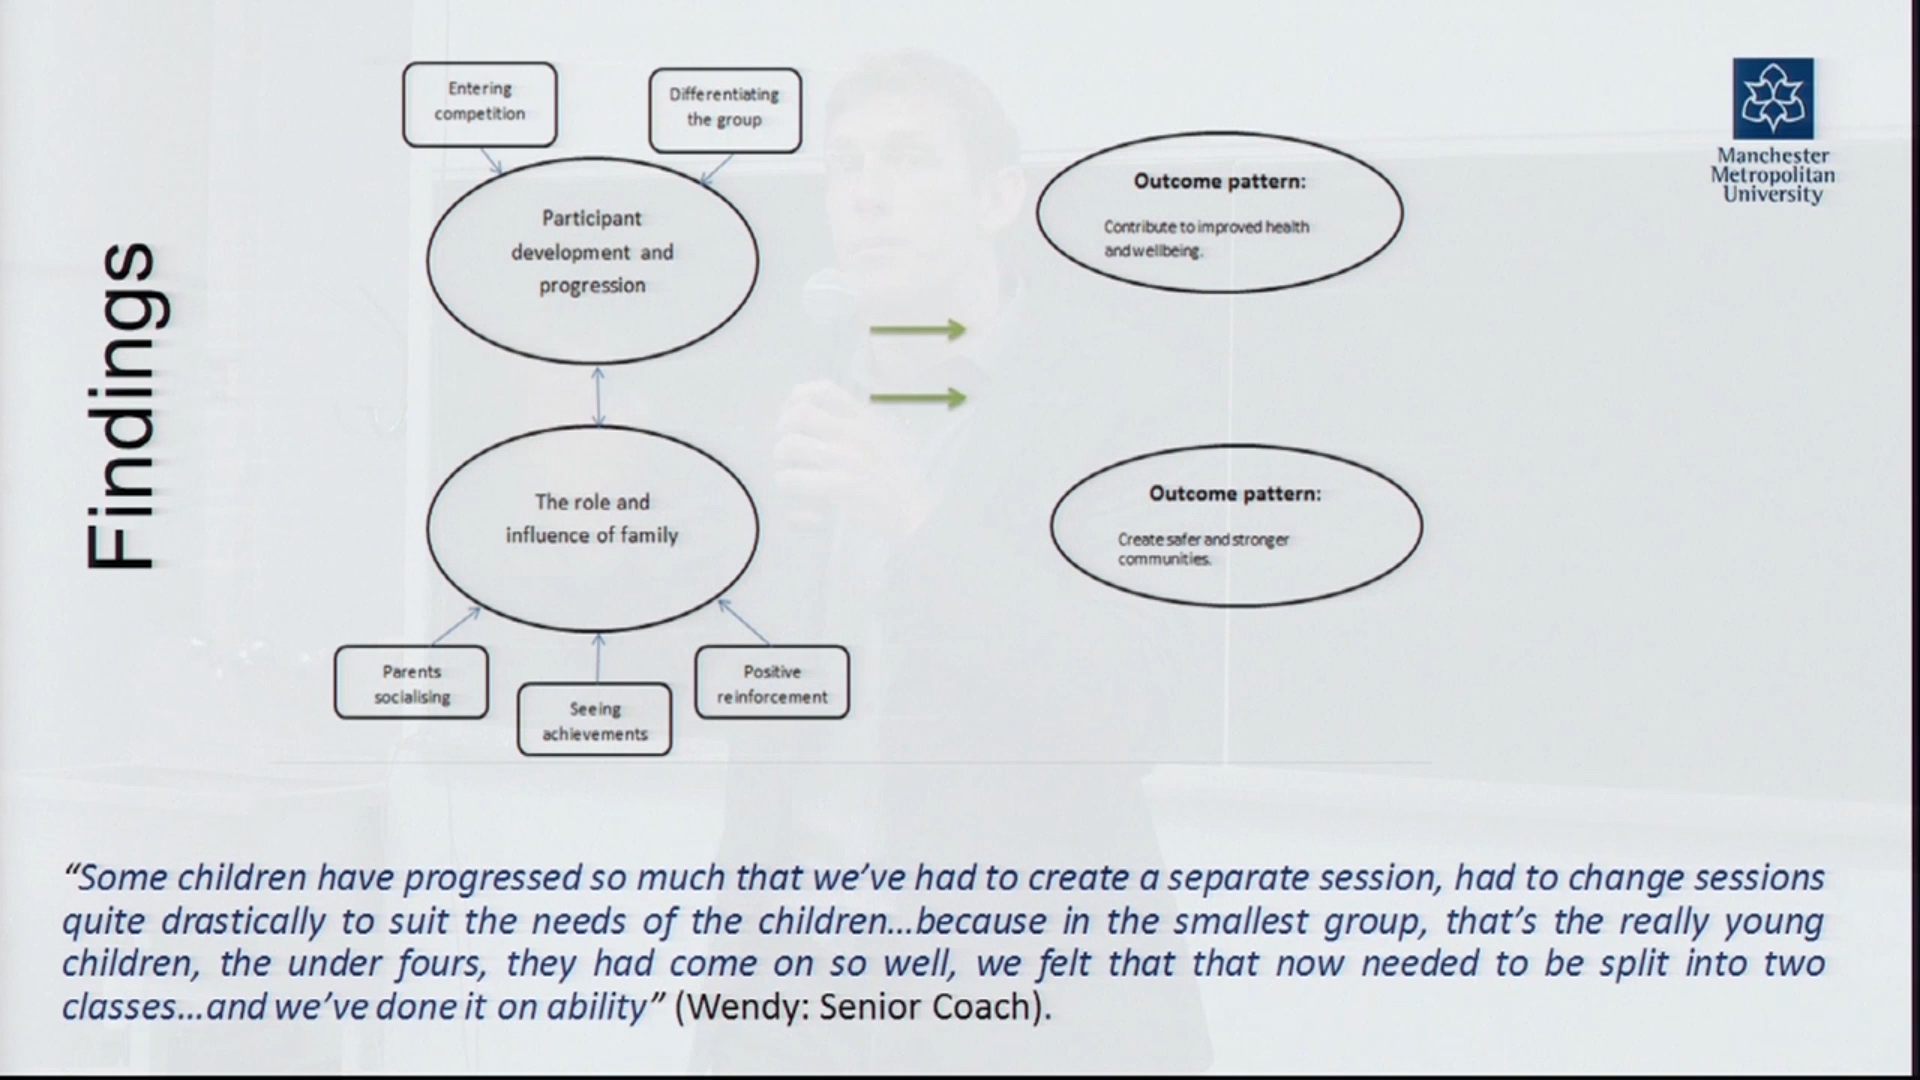 Findings
Entering
competition
Differentiating
the group
Participant
development and
progression
The role and
influence of family
Parents
socialising
Seeing
achievements
Positive
reinforcement
Outcome pattern:
Contribute to improved health
and wellbeing.
Outcome pattern:
Create safer and stronger
communities.
Manchester
Metropolitan
University
“Some children have progressed so much that we’ve had to create a separate session, had to change sessions
quite drastically to suit the needs of the children...because in the smallest group, that’s the really young
children, the under fours, they had come on so well, we felt that that now needed to be split into two
classes...and we’ve done it on ability” (Wendy: Senior Coach).